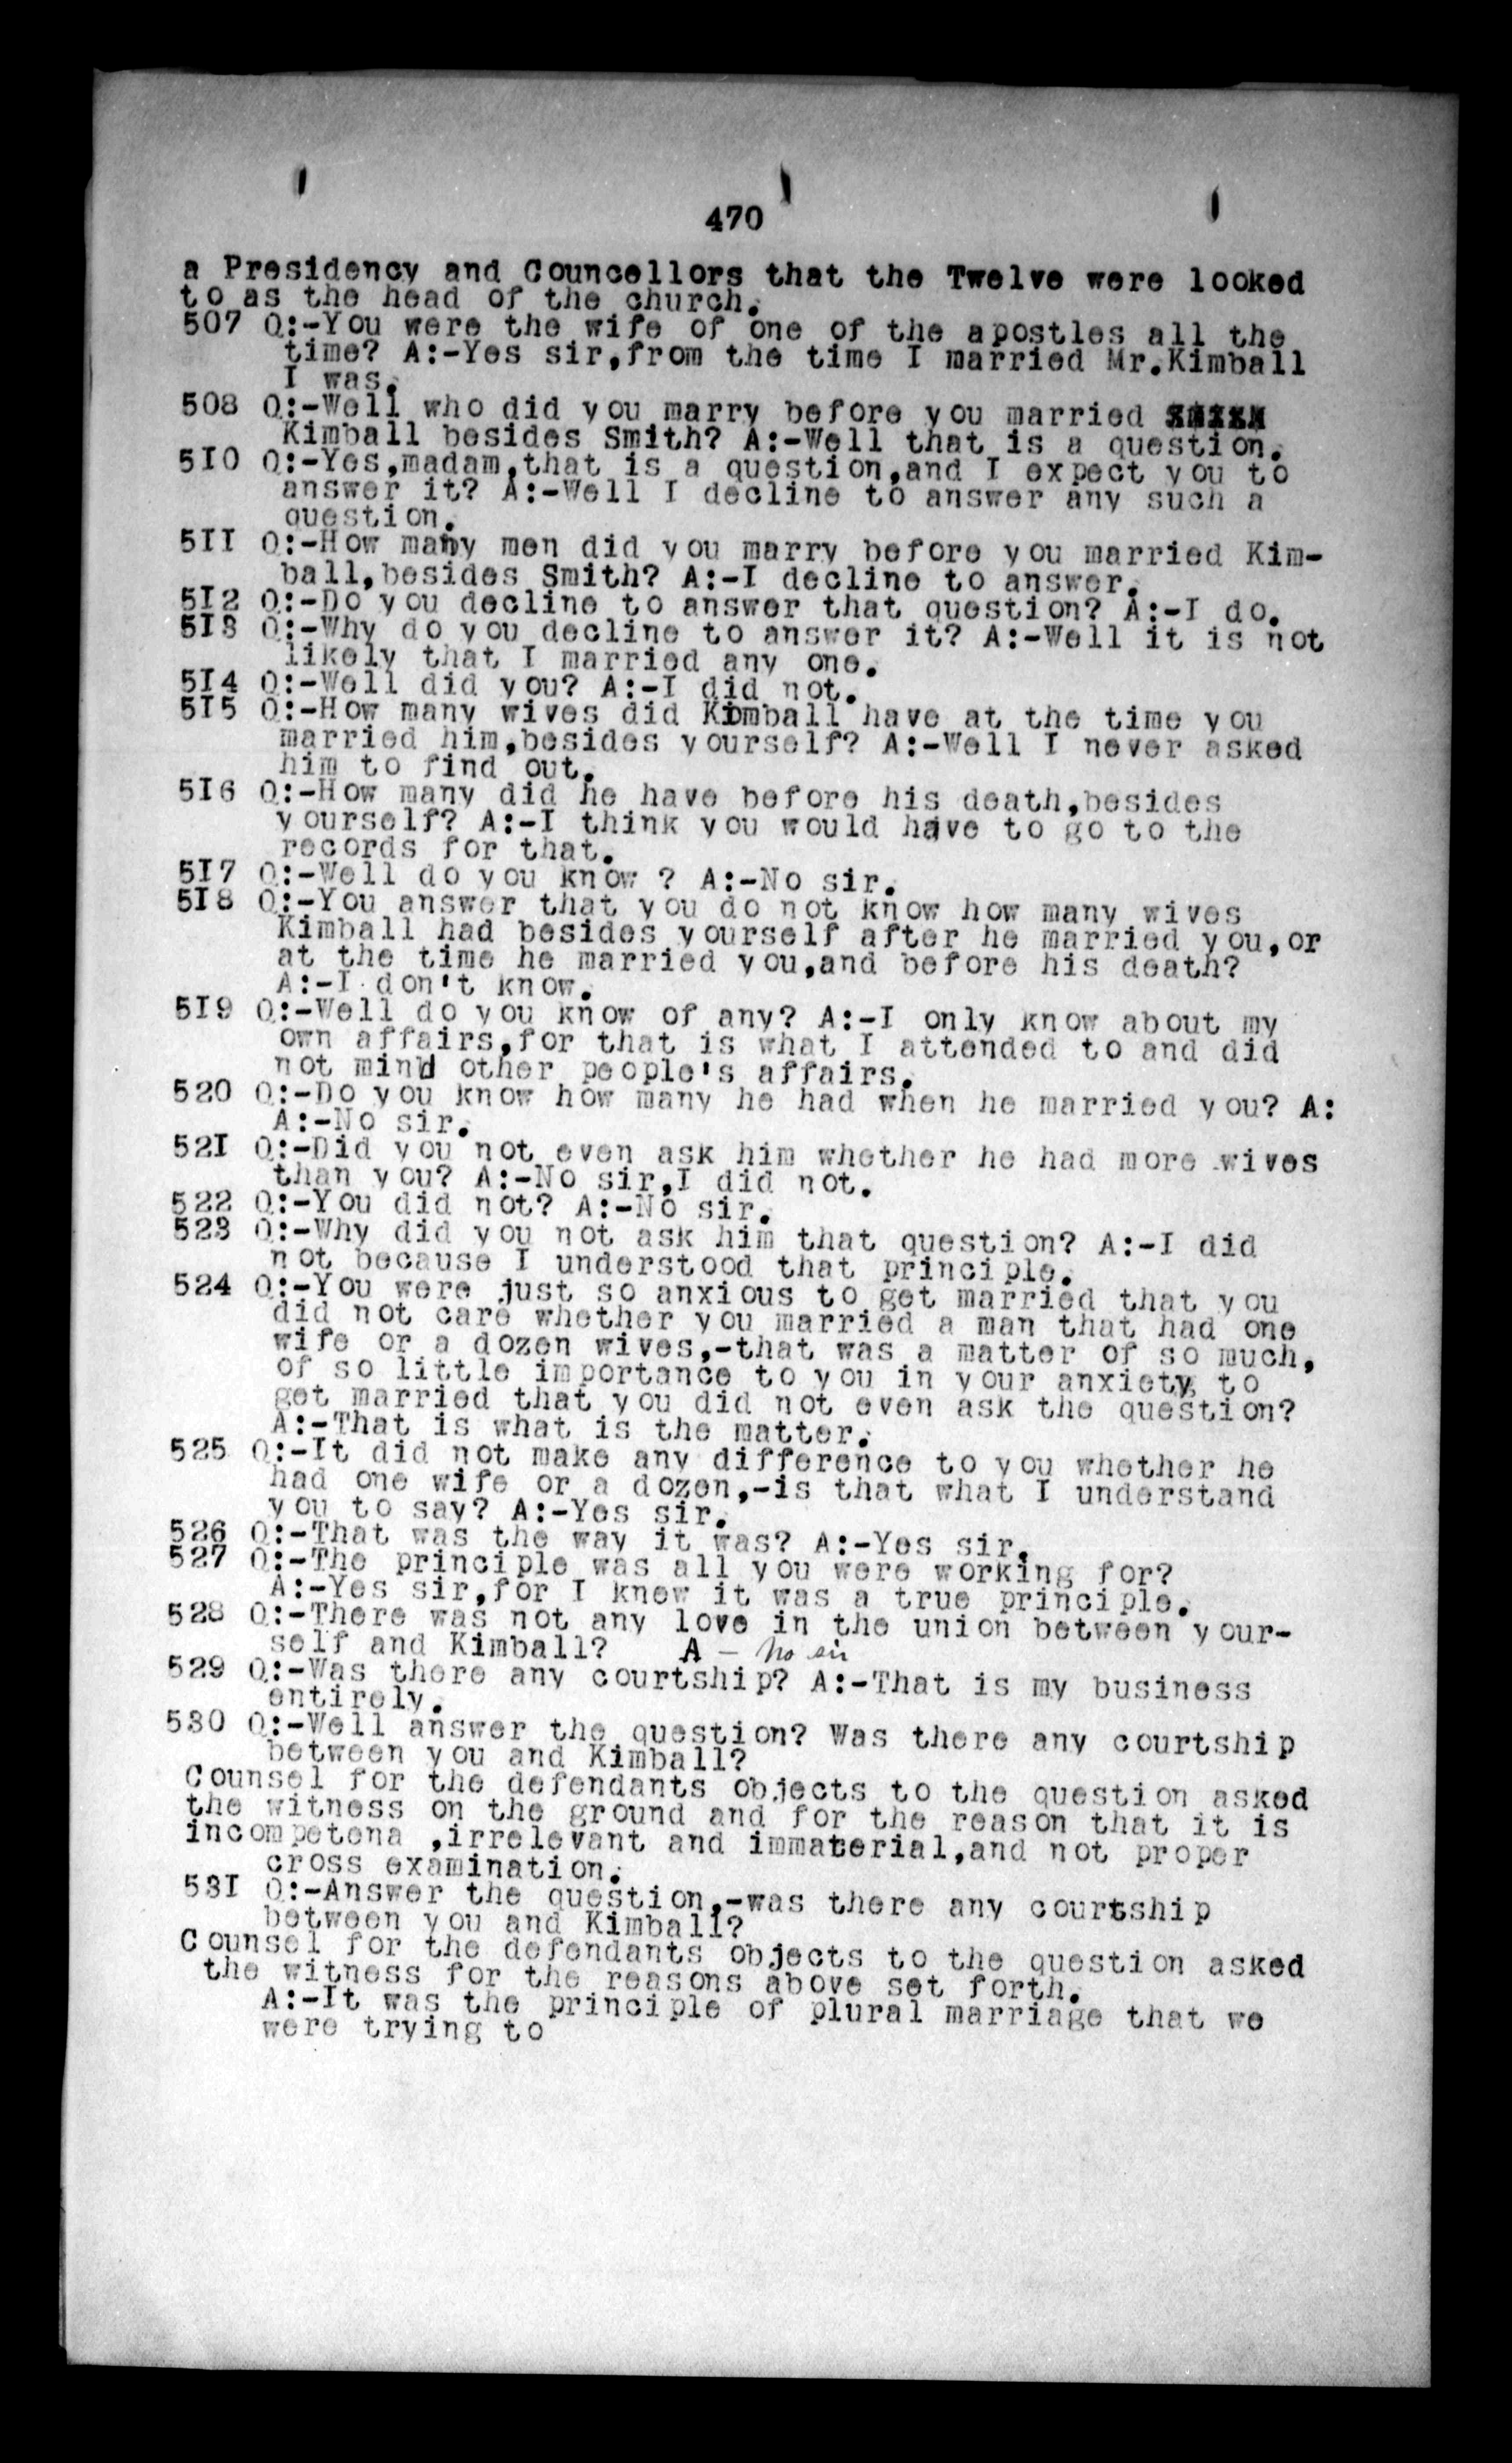 470
a Presidency and Councellors that the Twelve were looked
to as the head of the church.
507 Q:-You were the wife of one of the apostles all the
time? A:-Yes sir,from the time I married Mr.Kimball
I was.
508 Q:-Well who did you marry before you married
Kimball besides Smith? A:-Well that is a question.
5I0 Q:-Yes,madam,that is a question,and I expect you to
answer it? A:-Well I decline to answer any such a
question.
5II Q:-How many men did you marry before you married Kim-
ball,besides Smith? A:-I decline to answer.
5I2 Q:-Do you decline to answer that question? A:-I do.
5I3 Q:-Why do you decline to answer it? A:-Well it is not
likely that I married any one.
5I4 Q:-Well did you? A:-I did not.
5I5 Q:-How many wives did Kimball have at the time you
married him,besides yourself? A:-Well I never asked
him to find out.
5I6 Q:-How many did he have before his death,besides
yourself? A:-I think you would have to go to the
records for that.
5I7 Q:-Well do you know ? A:-No sir.
5I8 Q:-You answer that you do not know how many wives
Kimball had besides yourself after he married you,or
at the time he married you,and before his death?
A:-I don't know.
5I9 Q:-Well do you know of any? A:-I only know about my
own affairs,for that is what I attended to and did
not mind other people's affairs.
520 Q:-Do you know how many he had when he married you? A:
A:-No sir.
52I Q:-Did you not even ask him whether he had more wives
than you? A:-No sir,I did not.
522 Q:-You did not? A:-No sir.
523 Q:-Why did you not ask him that question? A:-I did
not because I understood that principle.
524 Q:-You were just so anxious to get married that you
did not care whether you married a man that had one
wife or a dozen wives,-that was a matter of so much,
of so little importance to you in your anxiety to
get married that you did not even ask the question?
A:-That is what is the matter.
525 Q:-It did not make any difference to you whether he
had one wife or a dozen,-is that what I understand
you to say? A:-Yes sir.
526 Q:-That was the way it was? A:-Yes sir.
527 Q:-The principle was all you were working for?
A:-Yes sir,for I knew it was a true principle.
528 Q:-There was not any love in the union between your-
self and Kimball? A - No sir
529 Q:-Was there any courtship? A:-That is my business
entirely.
530 Q:-Well answer the question? Was there any courtship
between you and Kimball?
Counsel for the defendants objects to the question asked
the witness on the ground and for the reason that it is
incompetena ,irrelevant and immaterial,and not proper
cross examination.
53I Q:-Answer the question,-was there any courtship
between you and Kimball?
Counsel for the defendants objects to the question asked
the witness for the reasons above set forth.
A:-It was the principle of plural marriage that we
were trying to